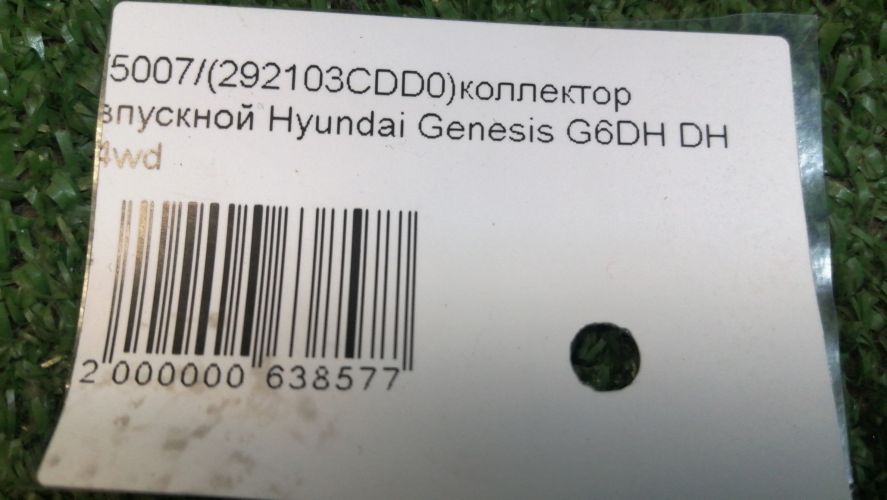 5007/(292103CDD0)коллектор
впускной Hyundai Genesis G6DH DH
4wd
2 000000 638577